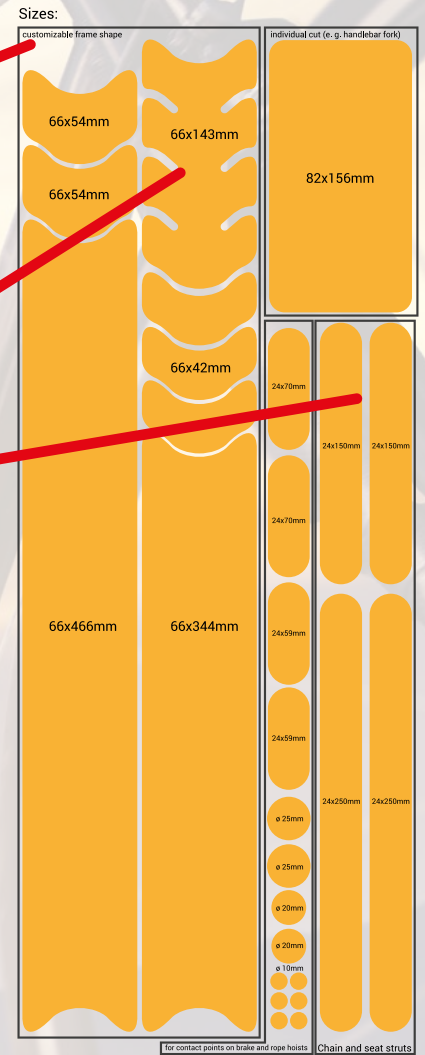 Sizes:
customizable frame shape
66x54mm
66x54mm
66x466mm
66x143mm
66x42mm
66x344mm
individual cut (e. g. handlebar fork)
82x156mm
24x70mm
24x70mm
24x59mm
24x59mm
ø 25mm
ø 25mm
ø 20mm
ø 20mm
ø 10mm
for contact points on brake and rope hoists
24x150mm
24x150mm
24x250mm
24x250mm
Chain and seat struts